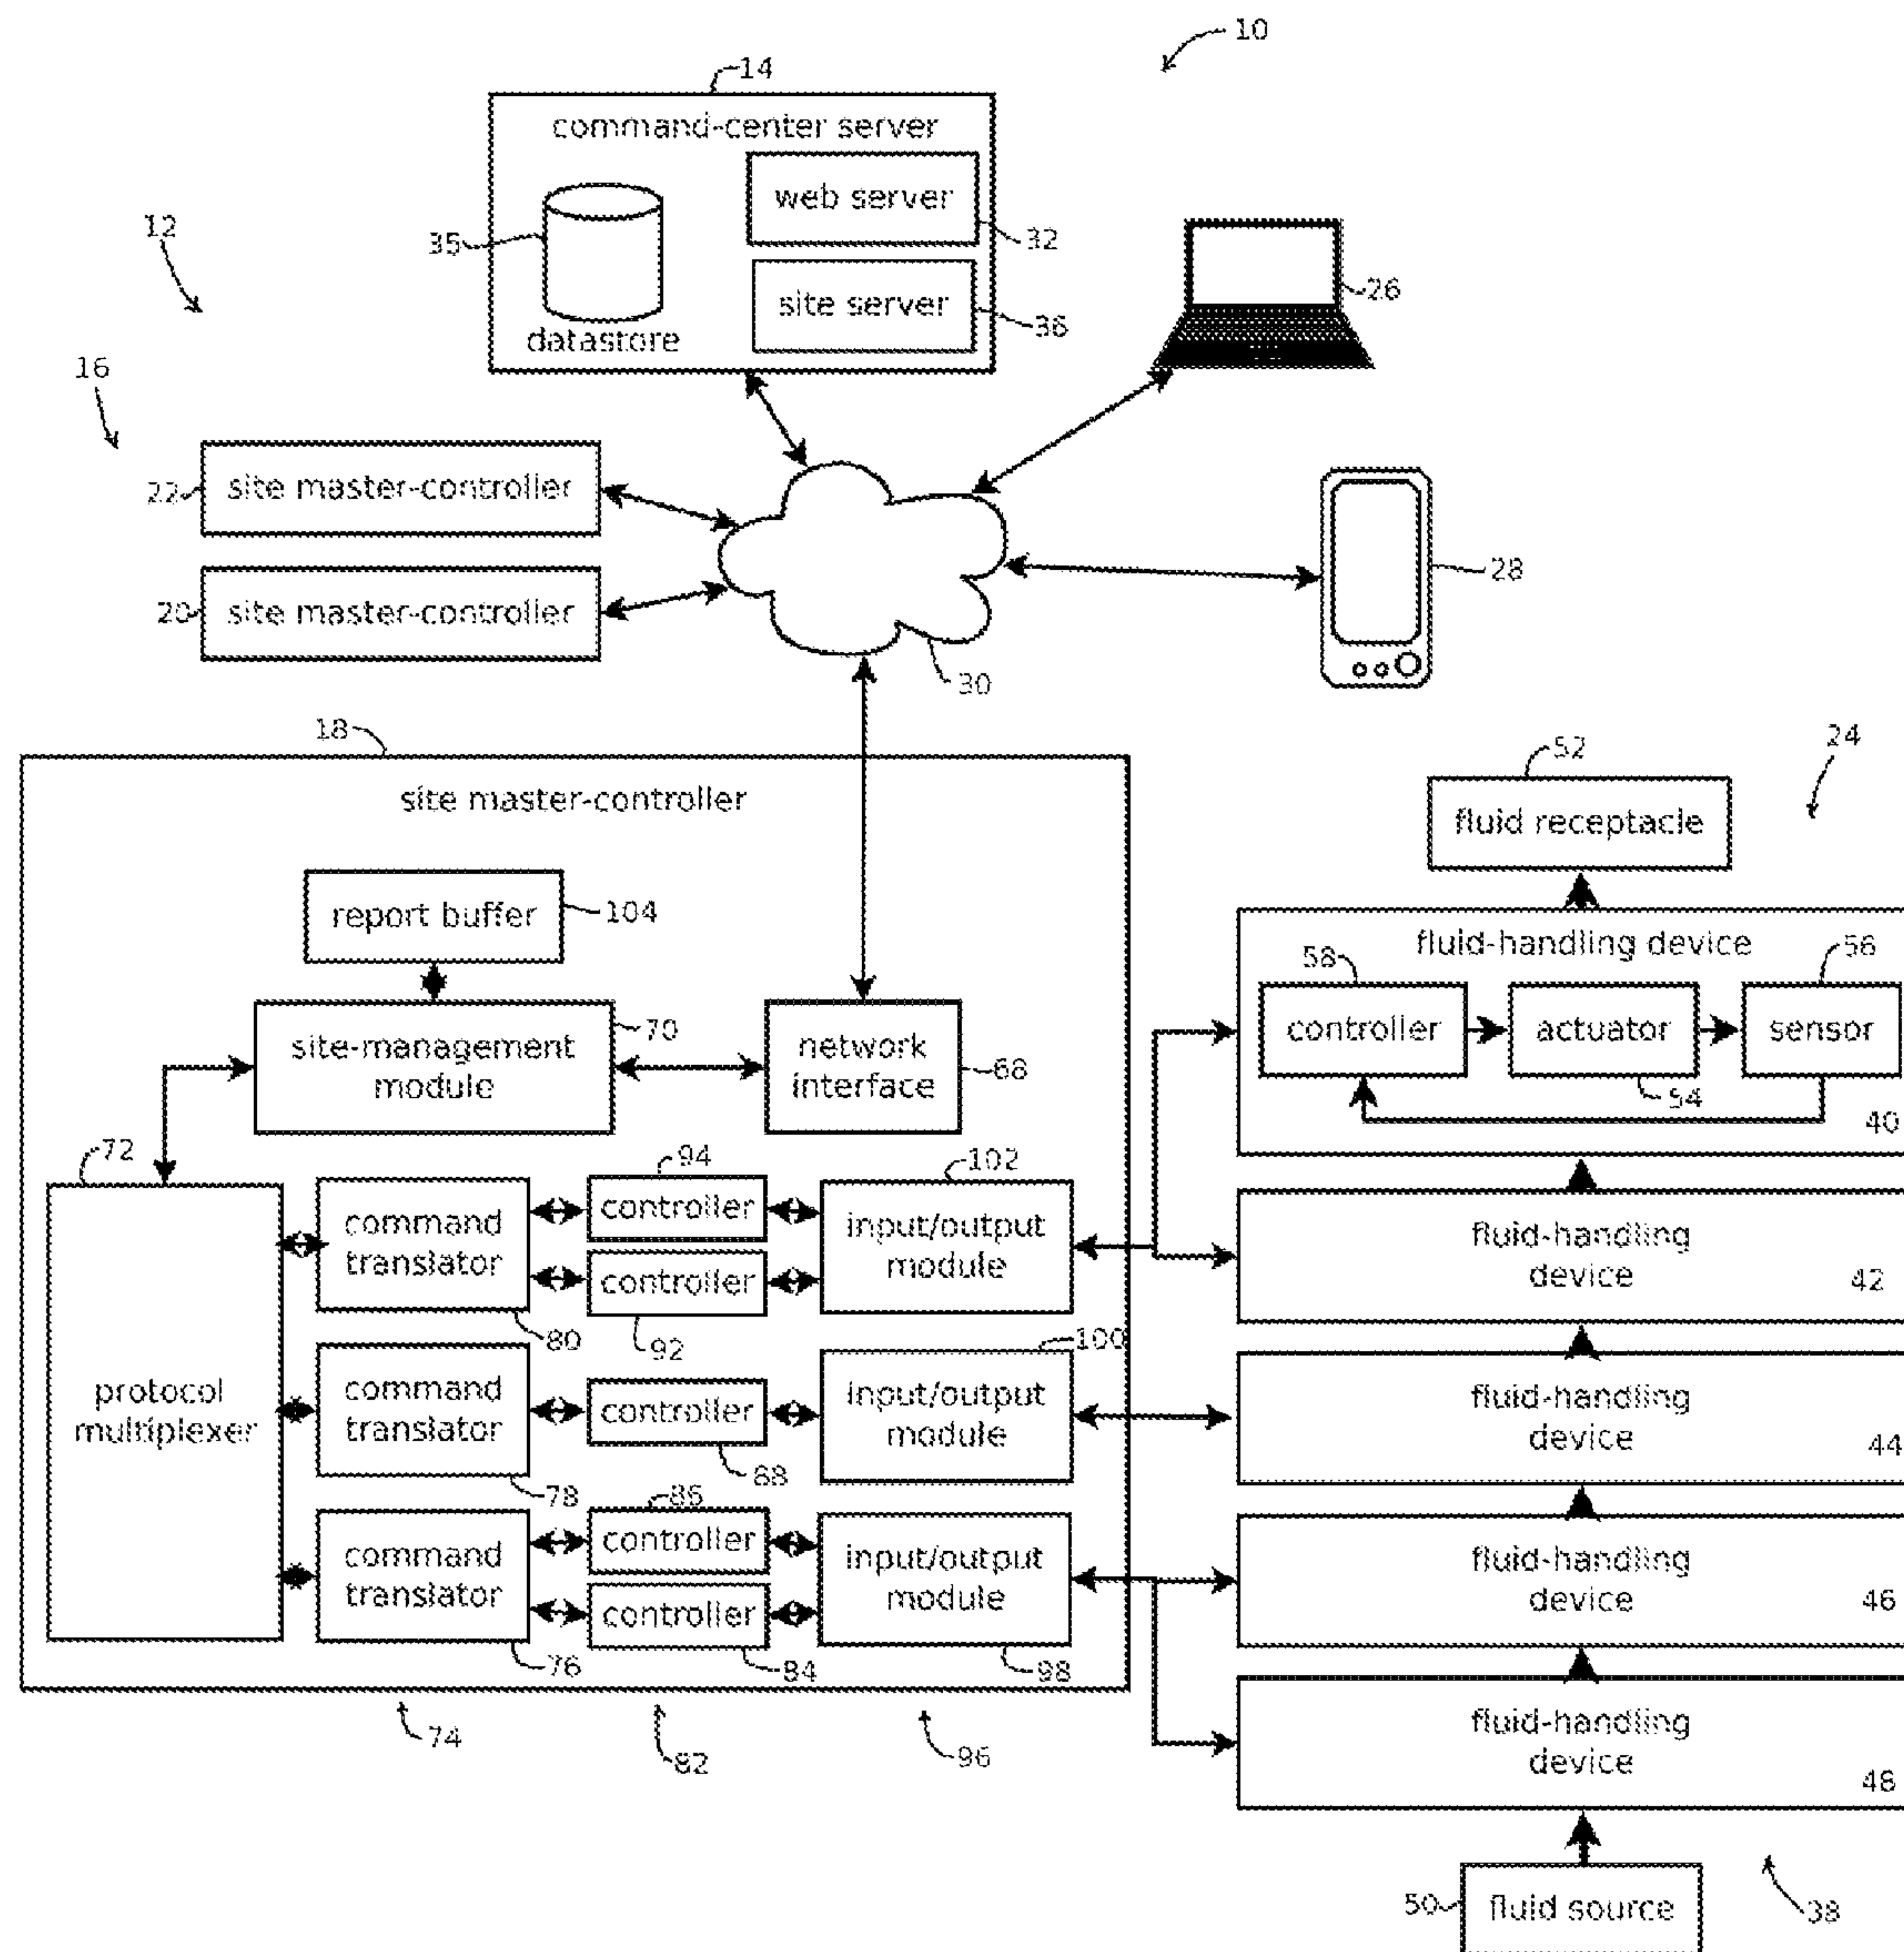 10
14
command-center server
web server
32
35
site server
36
datastore
12
16
26
22
site master-controller
20
site master-controller
28
30
18
site master-controller
report buffer
104
site-management
module
70
network
interface
68
72
protocol
multiplexer
command
translator
80
94
controller
controller
92
102
input/output
module
command
translator
78
controller
88
100
input/output
module
command
translator
76
86
controller
controller
84
input/output
module
98
74
82
96
52
24
fluid receptacle
fluid-handling device
58
56
controller
actuator
sensor
54
40
fluid-handling
device
42
fluid-handling
device
44
fluid-handling
device
46
fluid-handling
device
48
50
fluid source
38